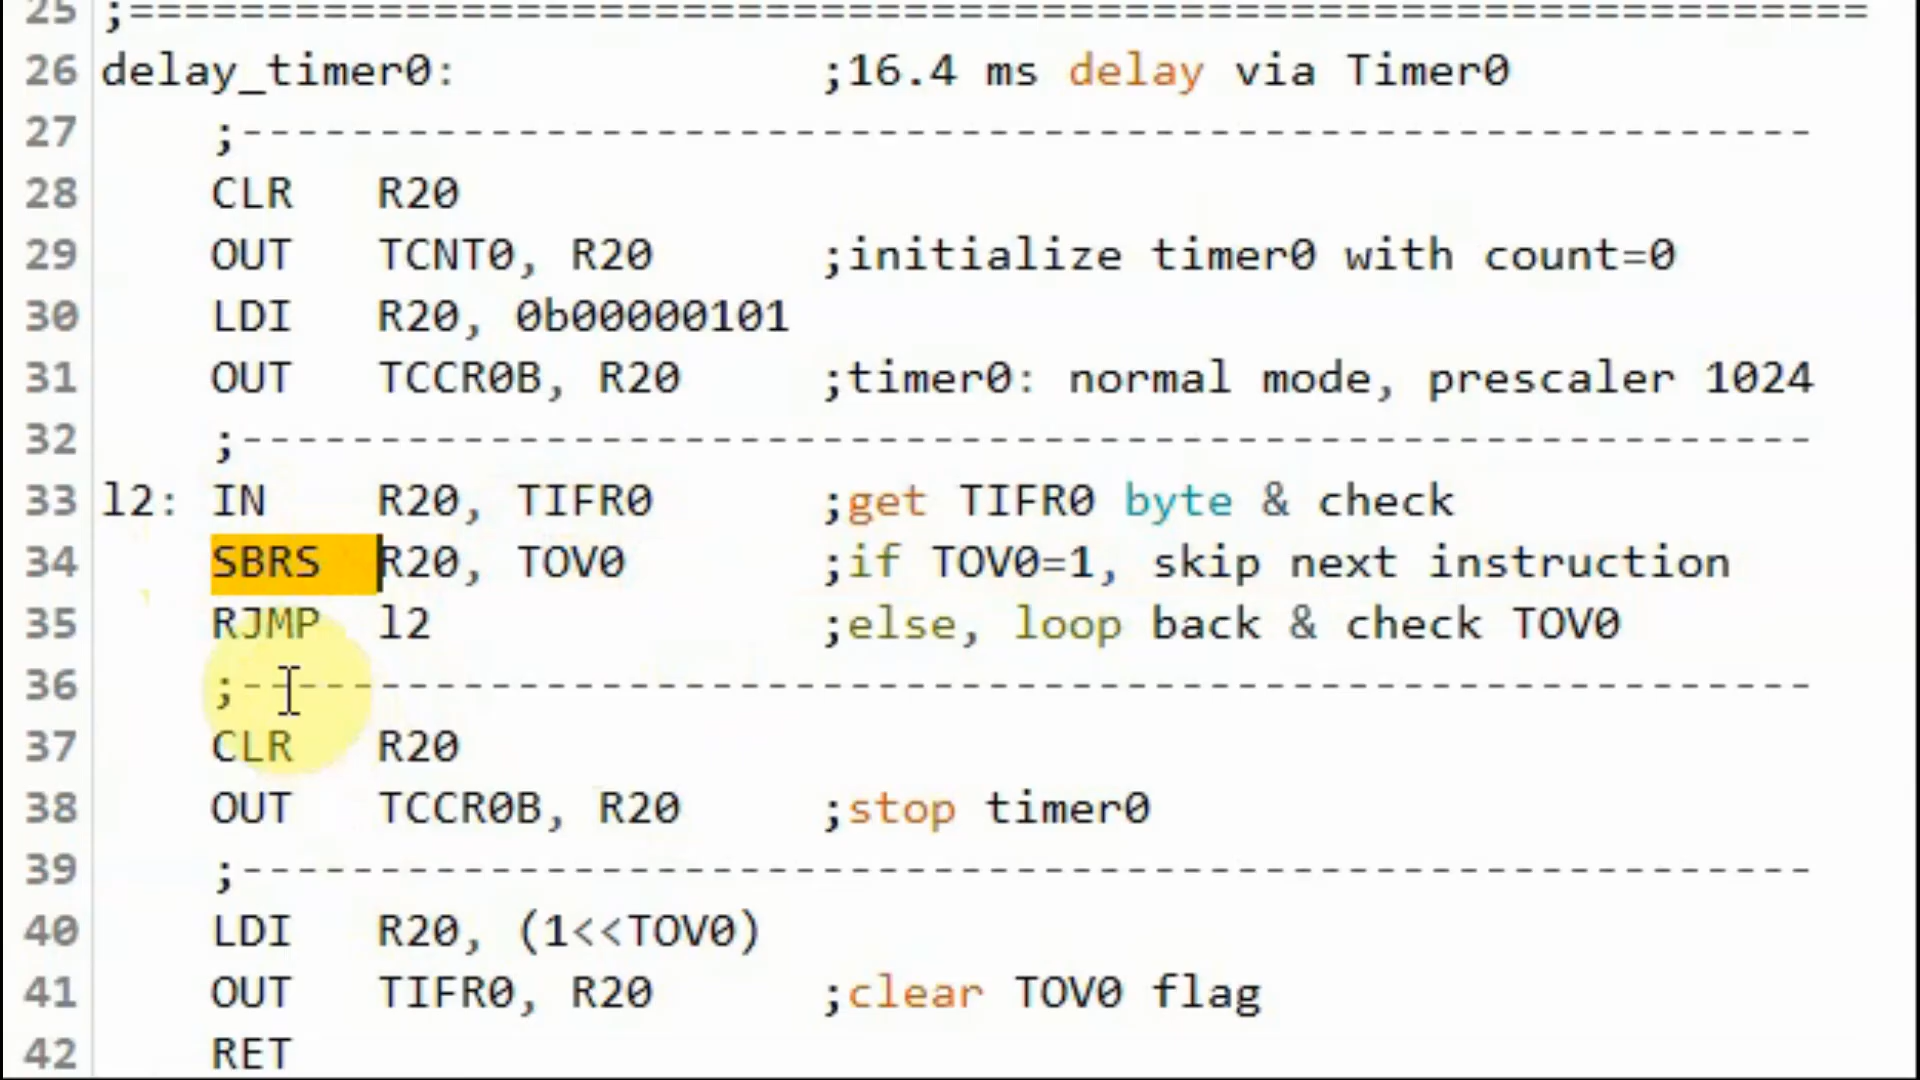 25 ;===============================================================
26 delay_timer0: ;16.4 ms delay via Timer0
27 ;---------------------------------------------------------
28 CLR R20
29 OUT TCNT0, R20 ;initialize timer0 with count=0
30 LDI R20, 0b00000101
31 OUT TCCR0B, R20 ;timer0: normal mode, prescaler 1024
32 ;---------------------------------------------------------
33 l2: IN R20, TIFR0 ;get TIFR0 byte & check
34 SBRS R20, TOV0 ;if TOV0=1, skip next instruction
35 RJMP l2 ;else, loop back & check TOV0
36 ;---------------------------------------------------------
37 CLR R20
38 OUT TCCR0B, R20 ;stop timer0
39 ;---------------------------------------------------------
40 LDI R20, (1<<TOV0)
41 OUT TIFR0, R20 ;clear TOV0 flag
42 RET